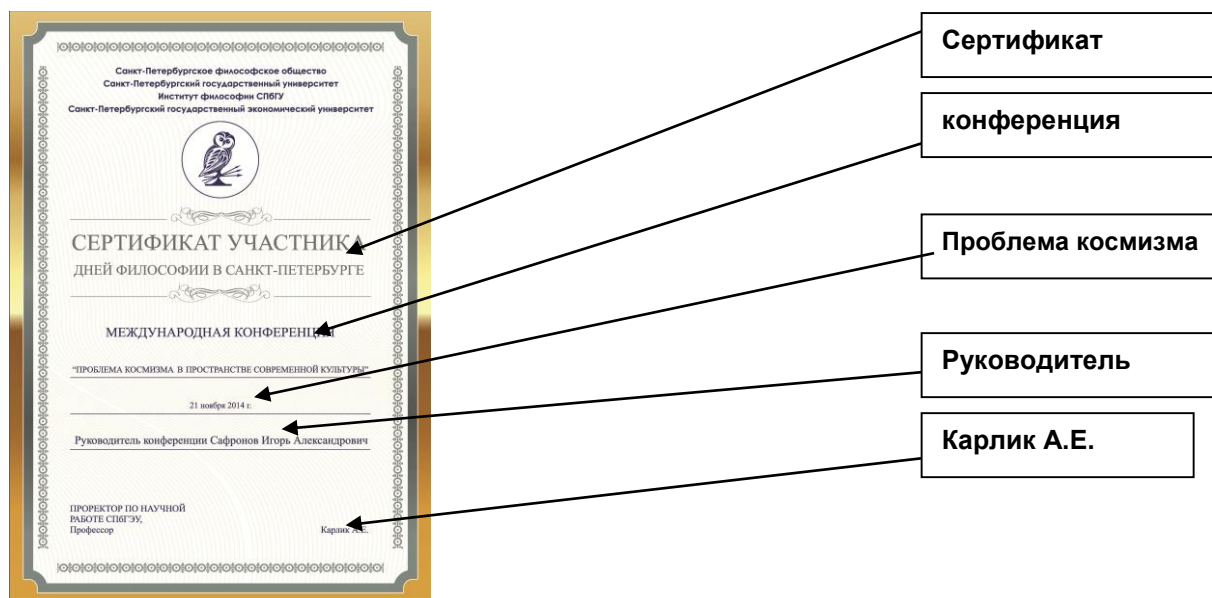 Санкт-Петербургское философское общество
Санкт-Петербургский государственный университет
Институт философии СПбГУ
Санкт-Петербургский государственный экономический университет
СЕРТИФИКАТ УЧАСТНИКА
ДНЕЙ ФИЛОСОФИИ В САНКТ-ПЕТЕРБУРГЕ
МЕЖДУНАРОДНАЯ КОНФЕРЕНЦИЯ
"ПРОБЛЕМА КОСМИЗМА В ПРОСТРАНСТВЕ СОВРЕМЕННОЙ КУЛЬТУРЫ"
21 ноября 2014 г.
Руководитель конференции Сафронов Игорь Александрович
ПРОРЕКТОР ПО НАУЧНОЙ
РАБОТЕ СПбГЭУ,
Профессор
Карлик А.Е.
Сертификат
конференция
Проблема космизма
Руководитель
Карлик А.Е.